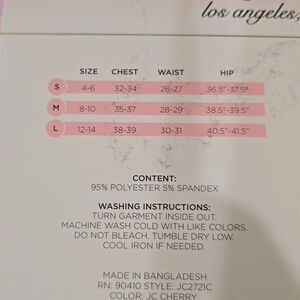 los angeles,
SIZE CHEST WAIST HIP
S 4-6 32-34 26-27 36.5"-37.5"
M 8-10 35-37 28-29 38.5"-39.5"
L 12-14 38-39 30-31 40.5"-41.5"
CONTENT:
95% POLYESTER 5% SPANDEX
WASHING INSTRUCTIONS:
TURN GARMENT INSIDE OUT.
MACHINE WASH COLD WITH LIKE COLORS.
DO NOT BLEACH. TUMBLE DRY LOW.
COOL IRON IF NEEDED.
MADE IN BANGLADESH
RN: 90410 STYLE: JC2721C
COLOR: JC CHERRY